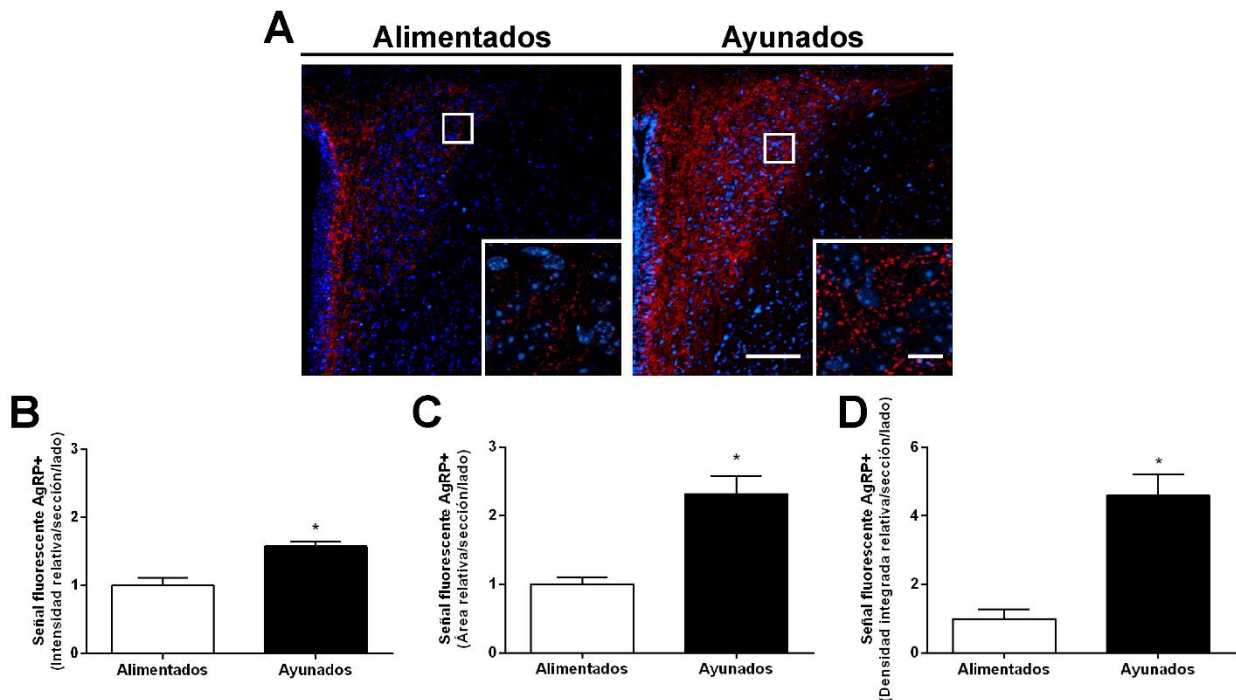 A
Alimentados
Ayunados
B
Señal fluorescente AgRP+
(Intensidad relativa/sección/lado)
3
2
1
0
*
Alimentados
Ayunados
C
Señal fluorescente AgRP+
(Área relativa/sección/lado)
3
2
1
0
*
Alimentados
Ayunados
D
Señal fluorescente AgRP+
(Densidad integrada relativa/sección/lado)
6
4
2
0
*
Alimentados
Ayunados